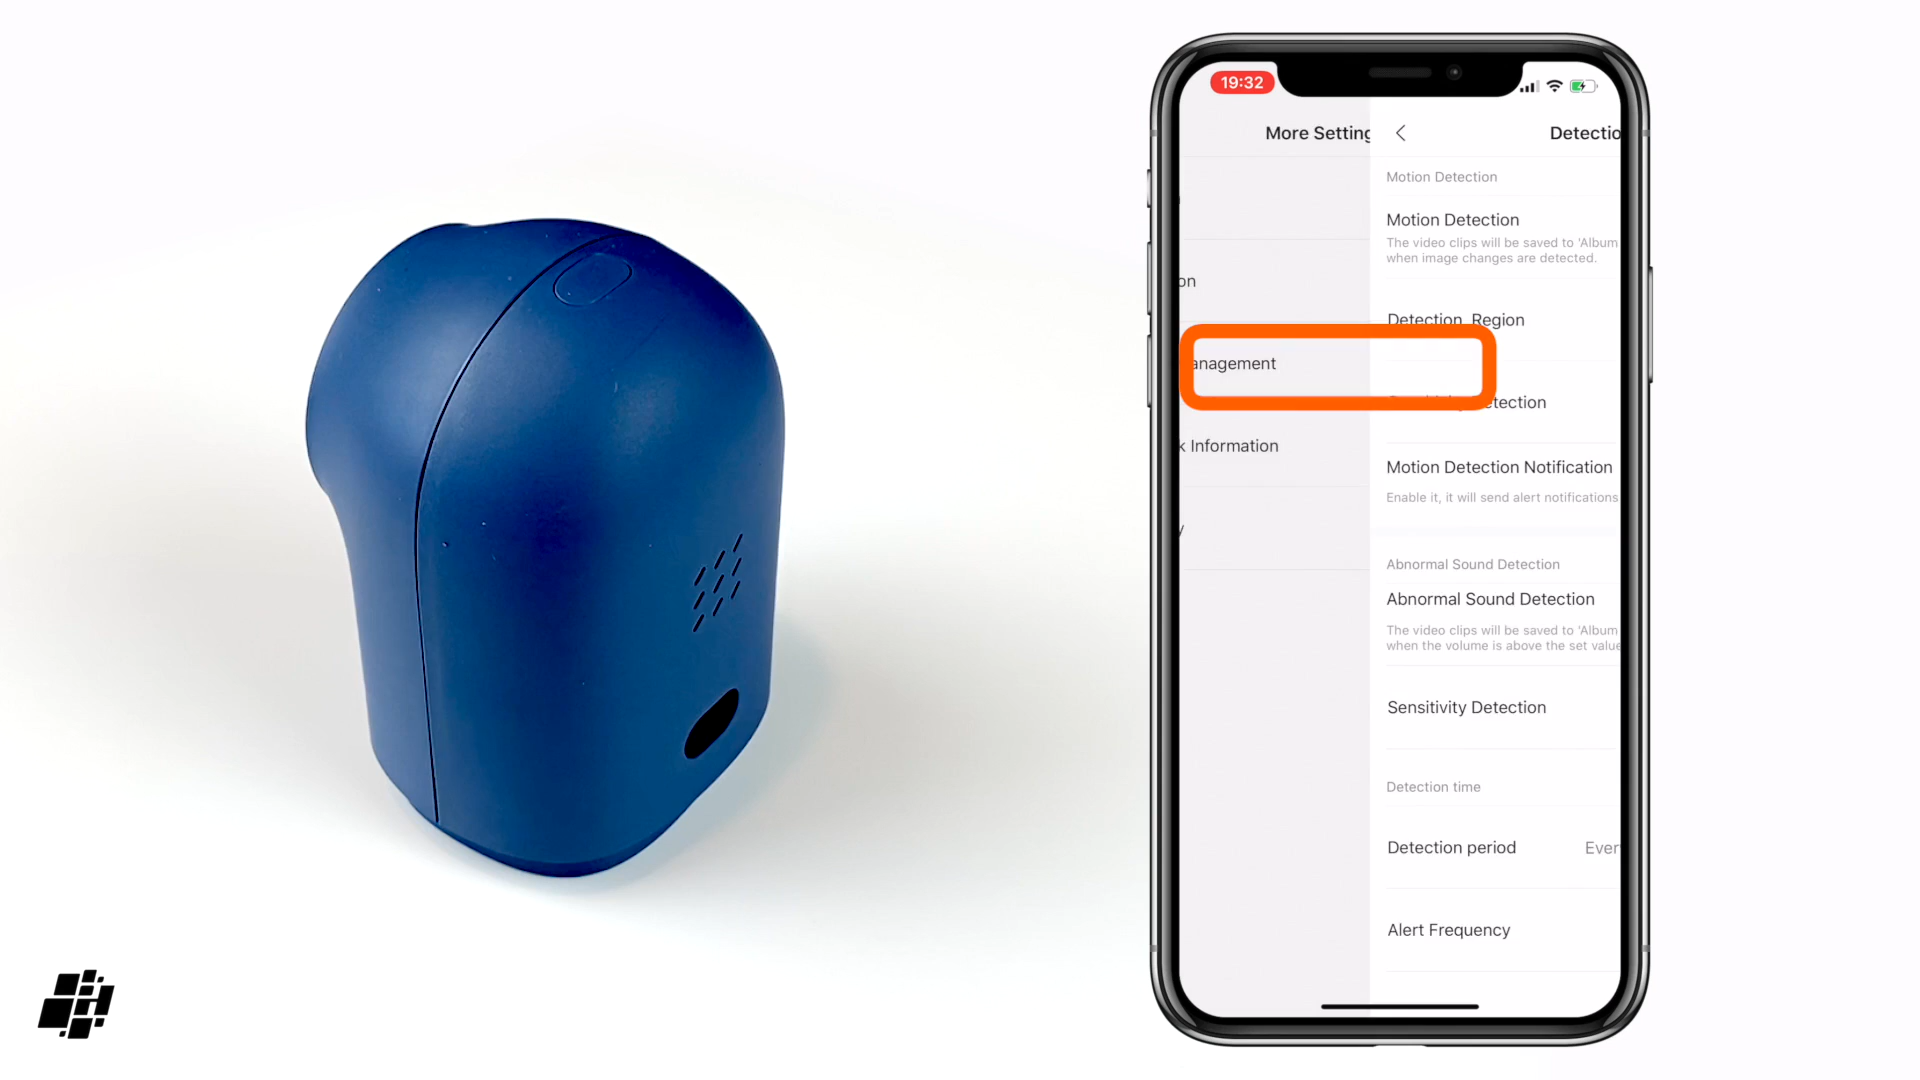 19:32
More Setting
Detectio
on
anagement
k Information
y
Motion Detection
Motion Detection
The video clips will be saved to 'Album
when image changes are detected.
Detection Region
etection
Motion Detection Notification
Enable it, it will send alert notifications
Abnormal Sound Detection
Abnormal Sound Detection
The video clips will be saved to 'Album
when the volume is above the set value
Sensitivity Detection
Detection time
Detection period
Ever
Alert Frequency